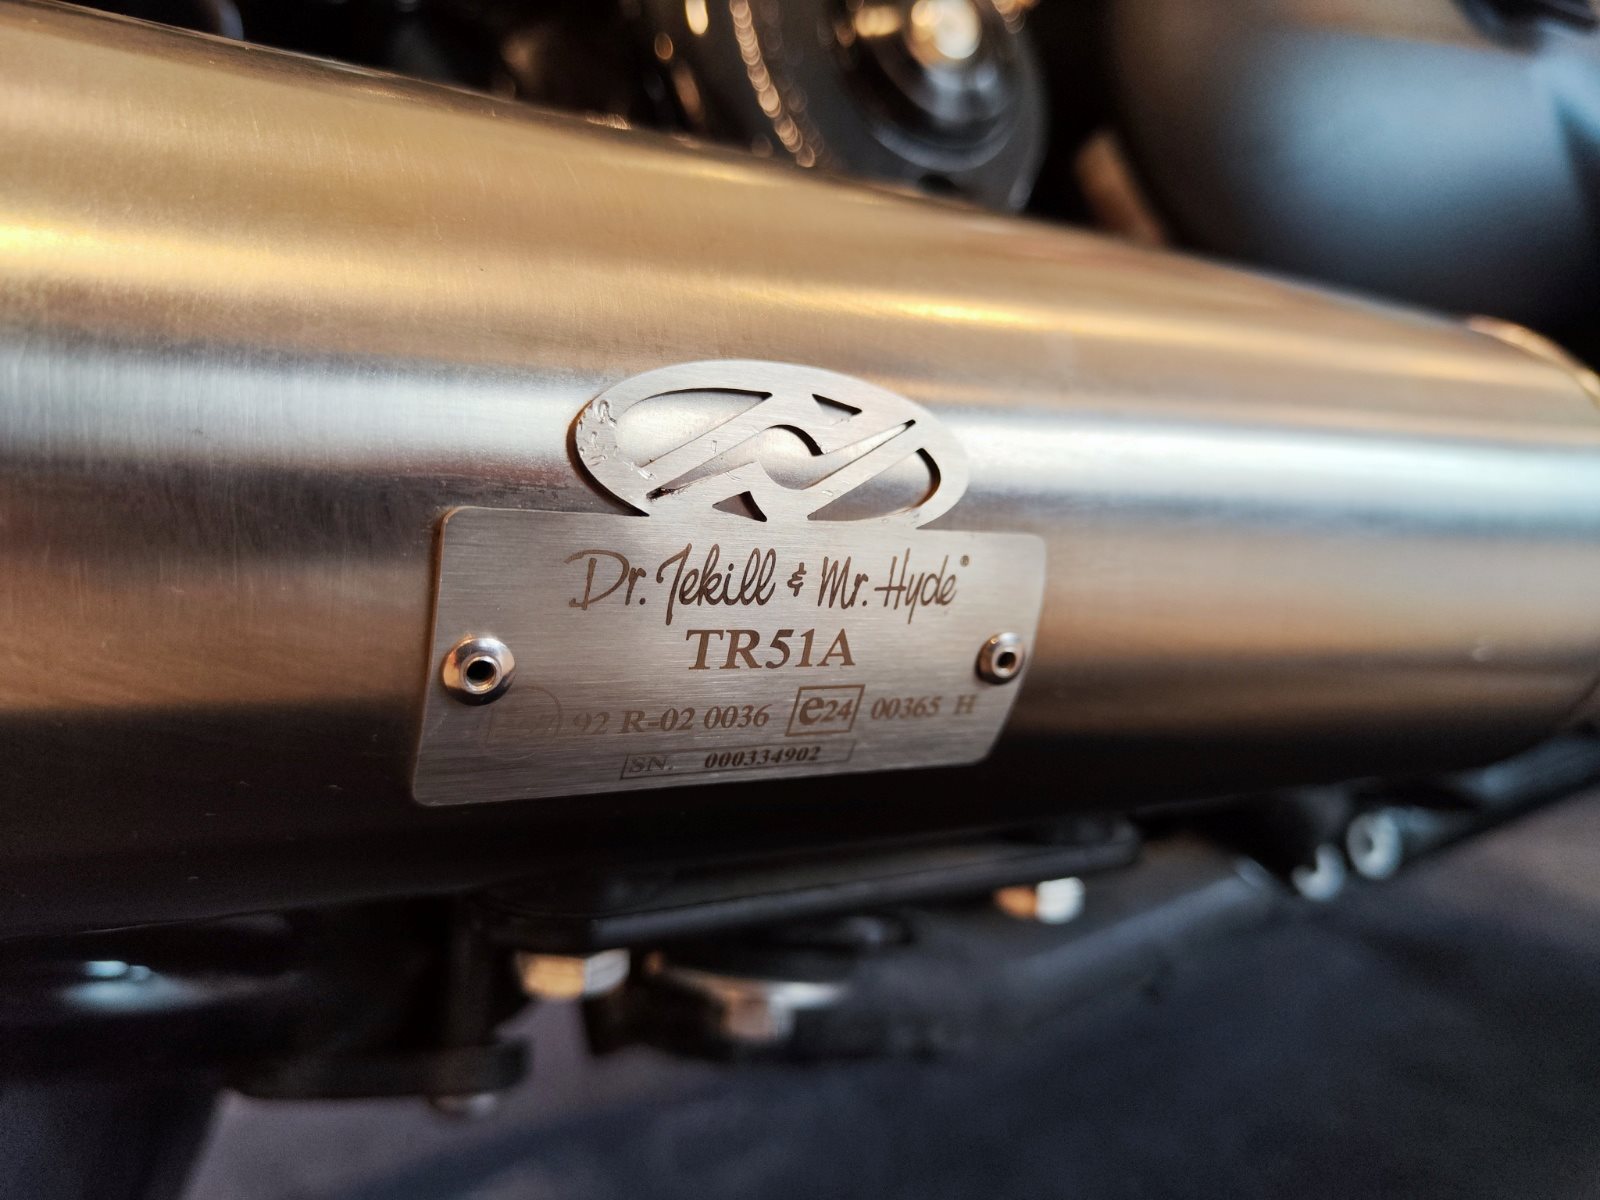 Dr. Jekill & Mr. Hyde®
TR51A
92 R-02 0036 e24 00365 H
SN. 000334902